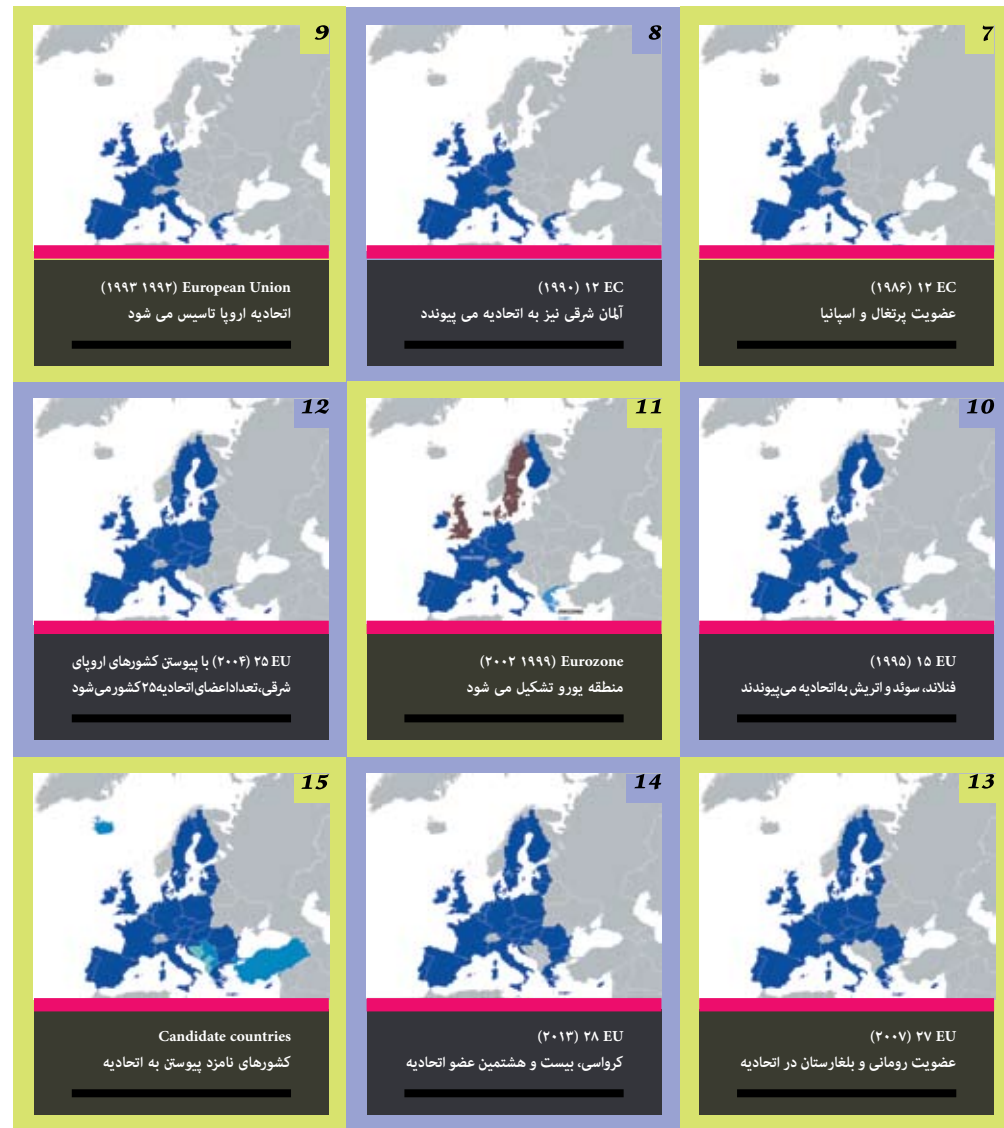 7
(۱۹۸۶) ۱۲ EC
عضویت پرتغال و اسپانیا
8
(۱۹۹۰) ۱۲ EC
آلمان شرقی نیز به اتحادیه می پیوندد
9
(۱۹۹۳ ۱۹۹۲) European Union
اتحادیه اروپا تاسیس می شود
10
(۱۹۹۵) ۱۵ EU
فنلاند، سوئد و اتریش به اتحادیه می‌پیوندند
11
(۲۰۰۲ ۱۹۹۹) Eurozone
منطقه یورو تشکیل می شود
12
۲۵ EU (۲۰۰۴) با پیوستن کشورهای اروپای
شرقی،تعداداعضای‌اتحادیه۲۵کشورمی‌شود
13
(۲۰۰۷) ۲۷ EU
عضویت رومانی و بلغارستان در اتحادیه
14
(۲۰۱۳) ۲۸ EU
کرواسی، بیست و هشتمین عضو اتحادیه
15
Candidate countries
کشورهای نامزد پیوستن به اتحادیه